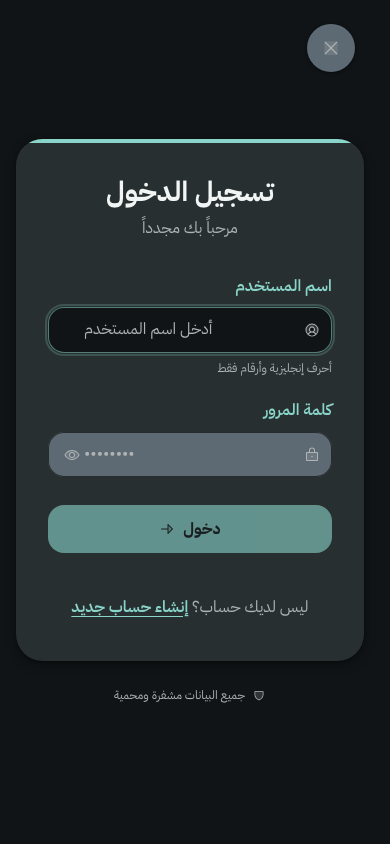 تسجيل الدخول
مرحباً بك مجدداً
اسم المستخدم
أدخل اسم المستخدم
أحرف إنجليزية وأرقام فقط
كلمة المرور
••••••••
دخول
ليس لديك حساب؟ إنشاء حساب جديد
جميع البيانات مشفرة ومحمية